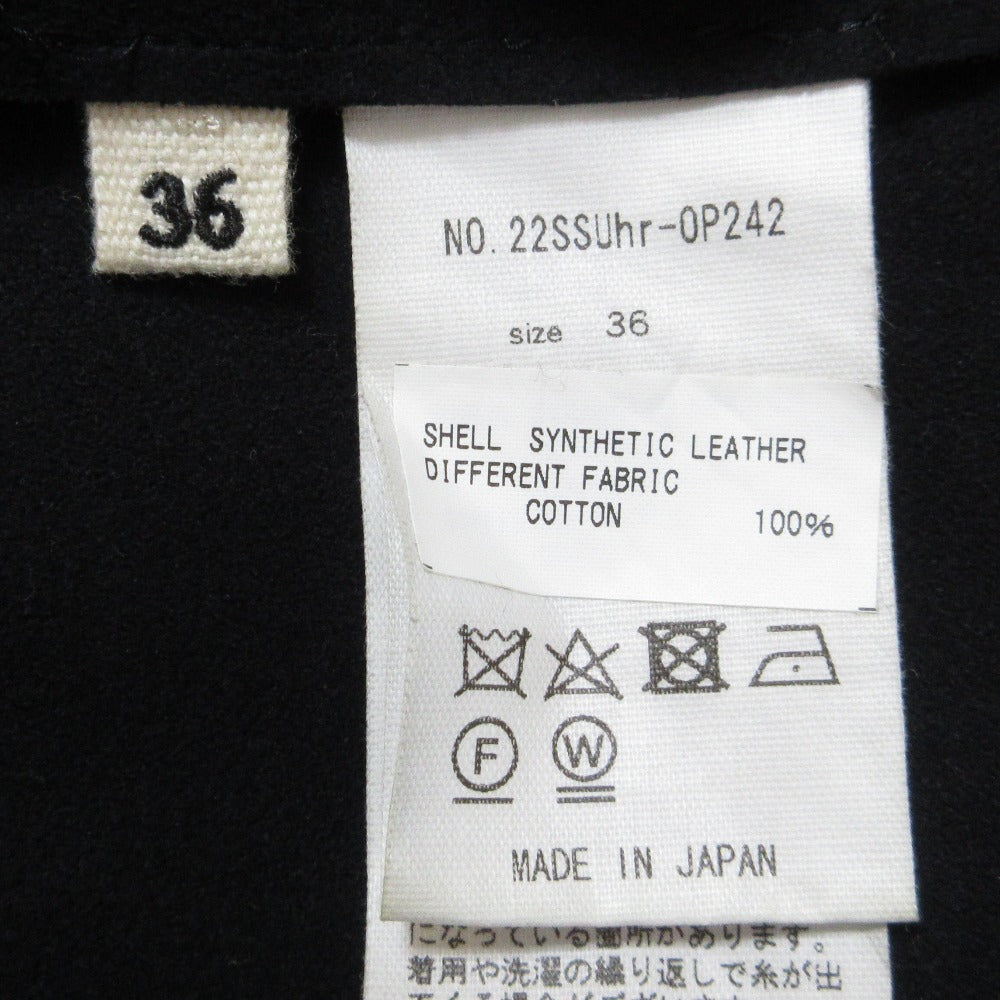 36
NO. 22SSUhr-OP242
size 36
SHELL SYNTHETIC LEATHER
DIFFERENT FABRIC
COTTON 100%
F W
MADE IN JAPAN
になっている箇所があります。
着用や洗濯の繰り返しで糸が出